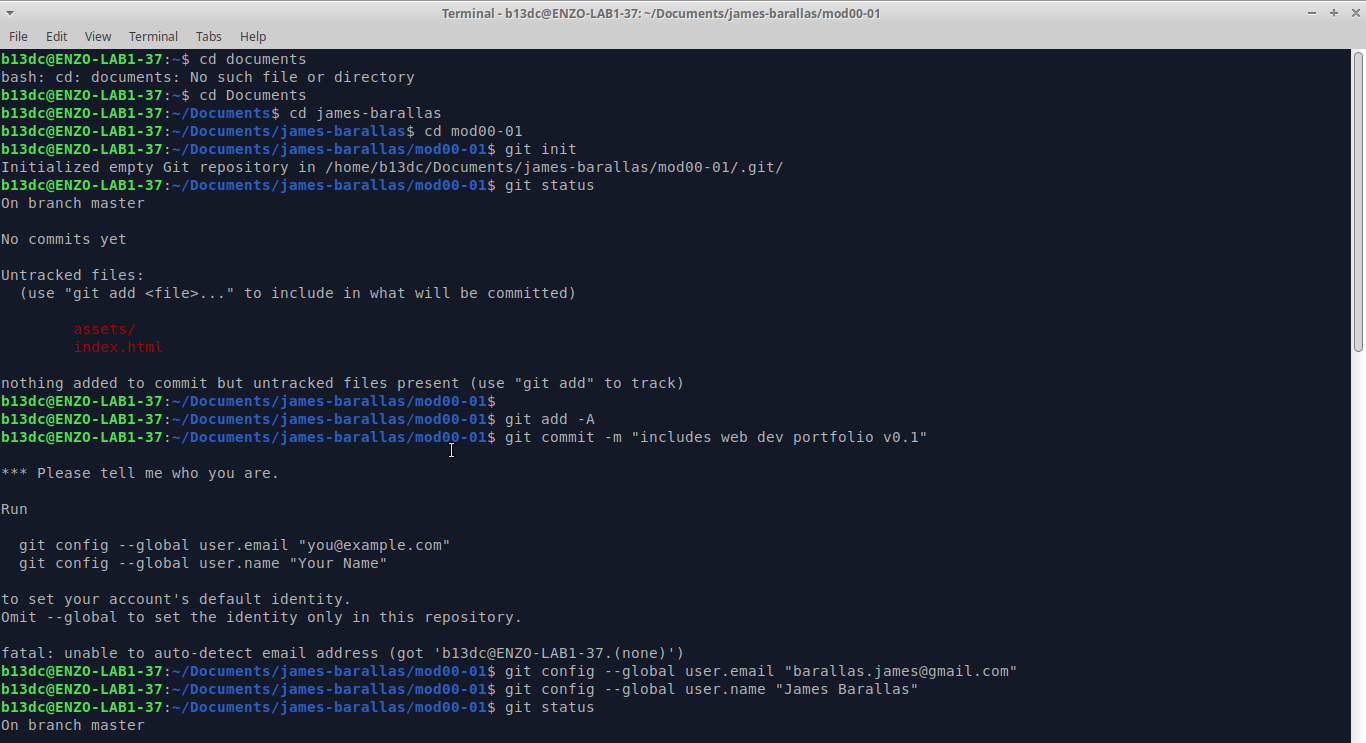 Terminal - b13dc@ENZO-LAB1-37: ~/Documents/james-barallas/mod00-01
File Edit View Terminal Tabs Help
b13dc@ENZO-LAB1-37:~$ cd documents
bash: cd: documents: No such file or directory
b13dc@ENZO-LAB1-37:~$ cd Documents
b13dc@ENZO-LAB1-37:~/Documents$ cd james-barallas
b13dc@ENZO-LAB1-37:~/Documents/james-barallas$ cd mod00-01
b13dc@ENZO-LAB1-37:~/Documents/james-barallas/mod00-01$ git init
Initialized empty Git repository in /home/b13dc/Documents/james-barallas/mod00-01/.git/
b13dc@ENZO-LAB1-37:~/Documents/james-barallas/mod00-01$ git status
On branch master
No commits yet
Untracked files:
  (use "git add <file>..." to include in what will be committed)
        assets/
        index.html
nothing added to commit but untracked files present (use "git add" to track)
b13dc@ENZO-LAB1-37:~/Documents/james-barallas/mod00-01$
b13dc@ENZO-LAB1-37:~/Documents/james-barallas/mod00-01$ git add -A
b13dc@ENZO-LAB1-37:~/Documents/james-barallas/mod00-01$ git commit -m "includes web dev portfolio v0.1"
*** Please tell me who you are.
Run
  git config --global user.email "you@example.com"
  git config --global user.name "Your Name"
to set your account's default identity.
Omit --global to set the identity only in this repository.
fatal: unable to auto-detect email address (got 'b13dc@ENZO-LAB1-37.(none)')
b13dc@ENZO-LAB1-37:~/Documents/james-barallas/mod00-01$ git config --global user.email "barallas.james@gmail.com"
b13dc@ENZO-LAB1-37:~/Documents/james-barallas/mod00-01$ git config --global user.name "James Barallas"
b13dc@ENZO-LAB1-37:~/Documents/james-barallas/mod00-01$ git status
On branch master